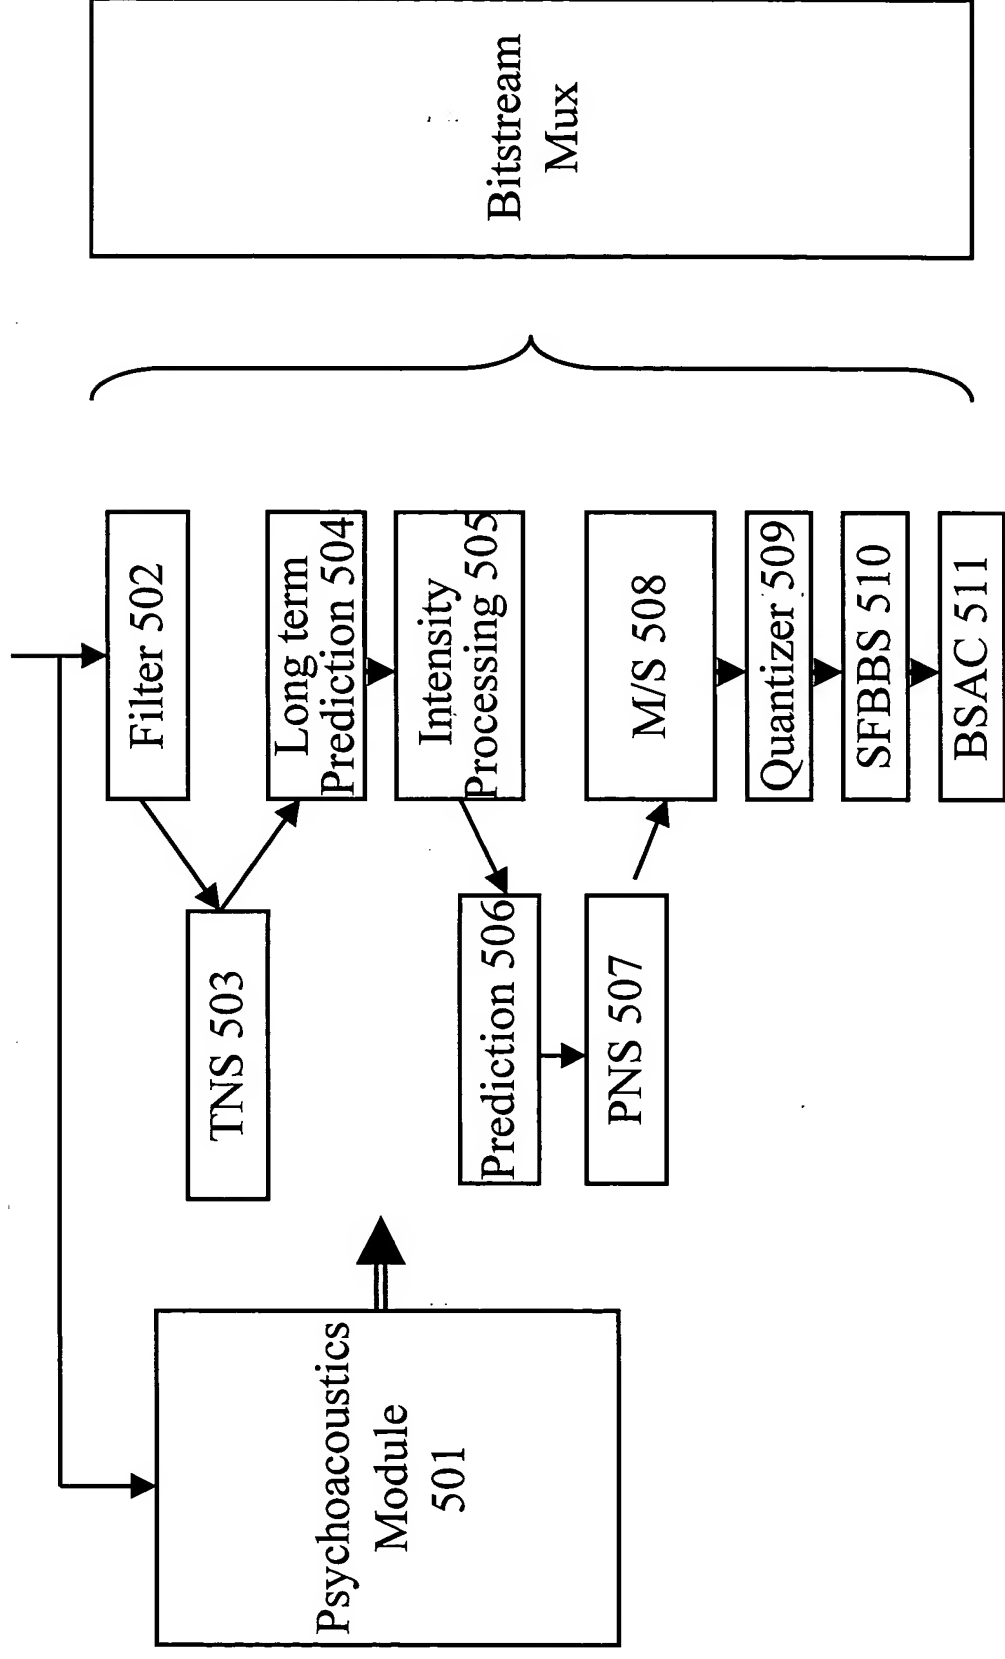 Psychoacoustics
Module
501
Filter 502
TNS 503
Long term
Prediction 504
Intensity
Processing 505
Prediction 506
PNS 507
M/S 508
Quantizer 509
SFBBS 510
BSAC 511
Bitstream
Mux